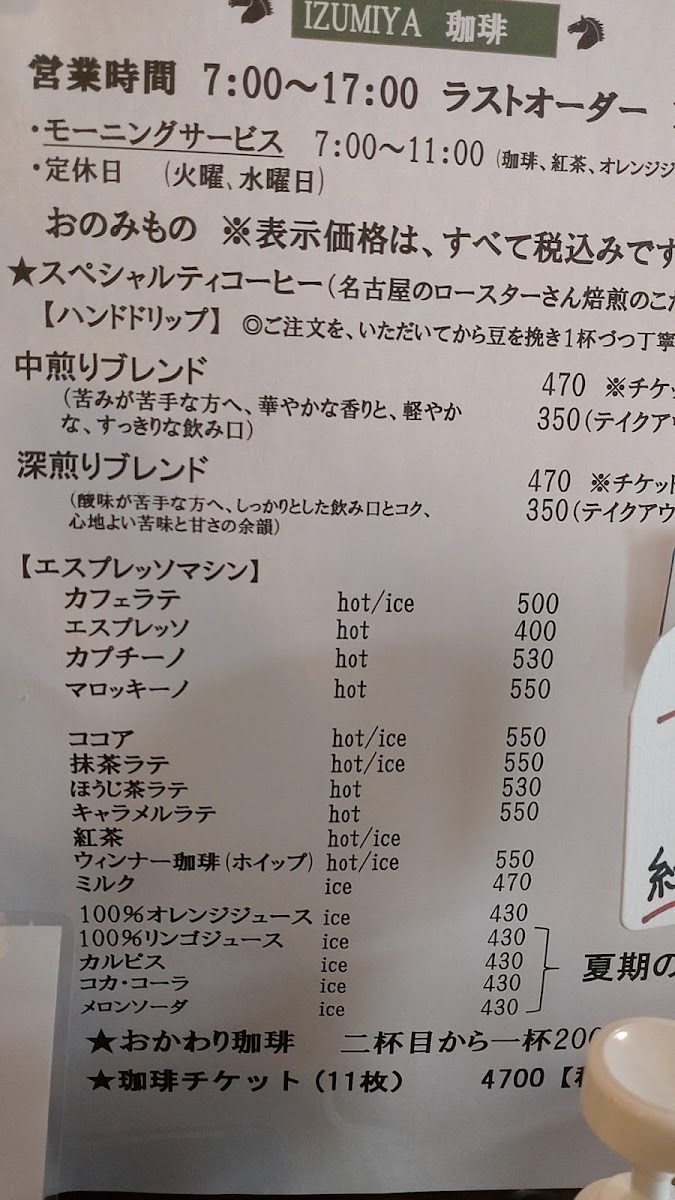 IZUMIYA 珈琲
営業時間 7:00～17:00 ラストオーダー
・モーニングサービス 7:00～11:00 (珈琲、紅茶、オレンジジ
・定休日 (火曜、水曜日)
おのみもの ※表示価格は、すべて税込みです
★スペシャルティコーヒー(名古屋のロースターさん焙煎のこだ
【ハンドドリップ】 ◎ご注文を、いただいてから豆を挽き1杯づつ丁寧
中煎りブレンド 470 ※チケッ
(苦みが苦手な方へ、華やかな香りと、軽やか 350(テイクアウ
な、すっきりな飲み口)
深煎りブレンド 470 ※チケット
(酸味が苦手な方へ、しっかりとした飲み口とコク、 350(テイクアウ
心地よい苦味と甘さの余韻)
【エスプレッソマシン】
カフェラテ hot/ice 500
エスプレッソ hot 400
カプチーノ hot 530
マロッキーノ hot 550
ココア hot/ice 550
抹茶ラテ hot/ice 550
ほうじ茶ラテ hot 530
キャラメルラテ hot 550
紅茶 hot/ice
ウィンナー珈琲(ホイップ) hot/ice 550
ミルク ice 470
100%オレンジジュース ice 430
100%リンゴジュース ice 430
カルピス ice 430 夏期の
コカ・コーラ ice 430
メロンソーダ ice 430
★おかわり珈琲 二杯目から一杯200
★珈琲チケット (11枚) 4700【